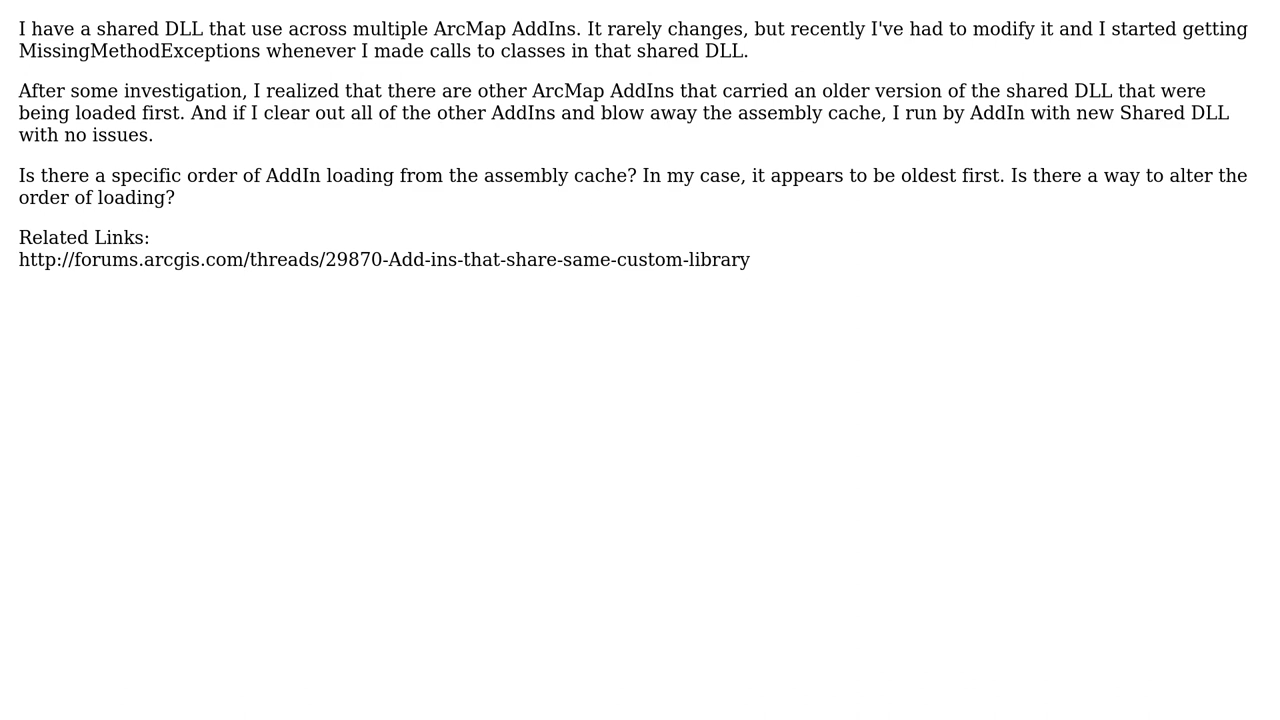 I have a shared DLL that use across multiple ArcMap AddIns. It rarely changes, but recently I've had to modify it and I started getting
MissingMethodExceptions whenever I made calls to classes in that shared DLL.
After some investigation, I realized that there are other ArcMap AddIns that carried an older version of the shared DLL that were
being loaded first. And if I clear out all of the other AddIns and blow away the assembly cache, I run by AddIn with new Shared DLL
with no issues.
Is there a specific order of AddIn loading from the assembly cache? In my case, it appears to be oldest first. Is there a way to alter the
order of loading?
Related Links:
http://forums.arcgis.com/threads/29870-Add-ins-that-share-same-custom-library